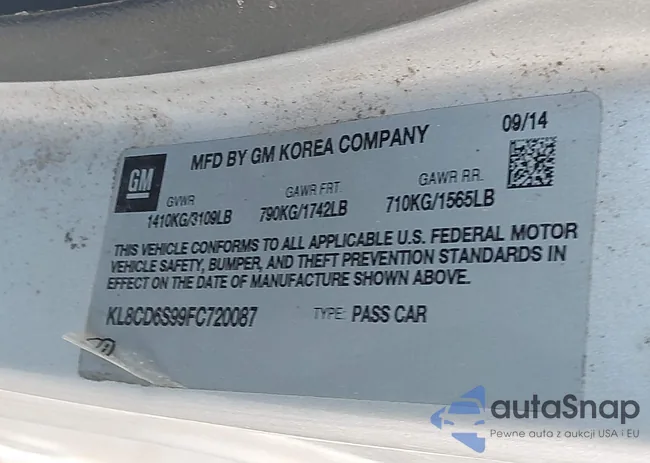 MFD BY GM KOREA COMPANY
09/14
GM
GVWR
GAWR FRT.
GAWR RR.
1410KG/3109LB
790KG/1742LB
710KG/1565LB
THIS VEHICLE CONFORMS TO ALL APPLICABLE U.S. FEDERAL MOTOR
VEHICLE SAFETY, BUMPER, AND THEFT PREVENTION STANDARDS IN
EFFECT ON THE DATE OF MANUFACTURE SHOWN ABOVE.
KL8CD6S99FC720087
TYPE: PASS CAR
autaSnap
Pewne auta z aukcji USA i EU